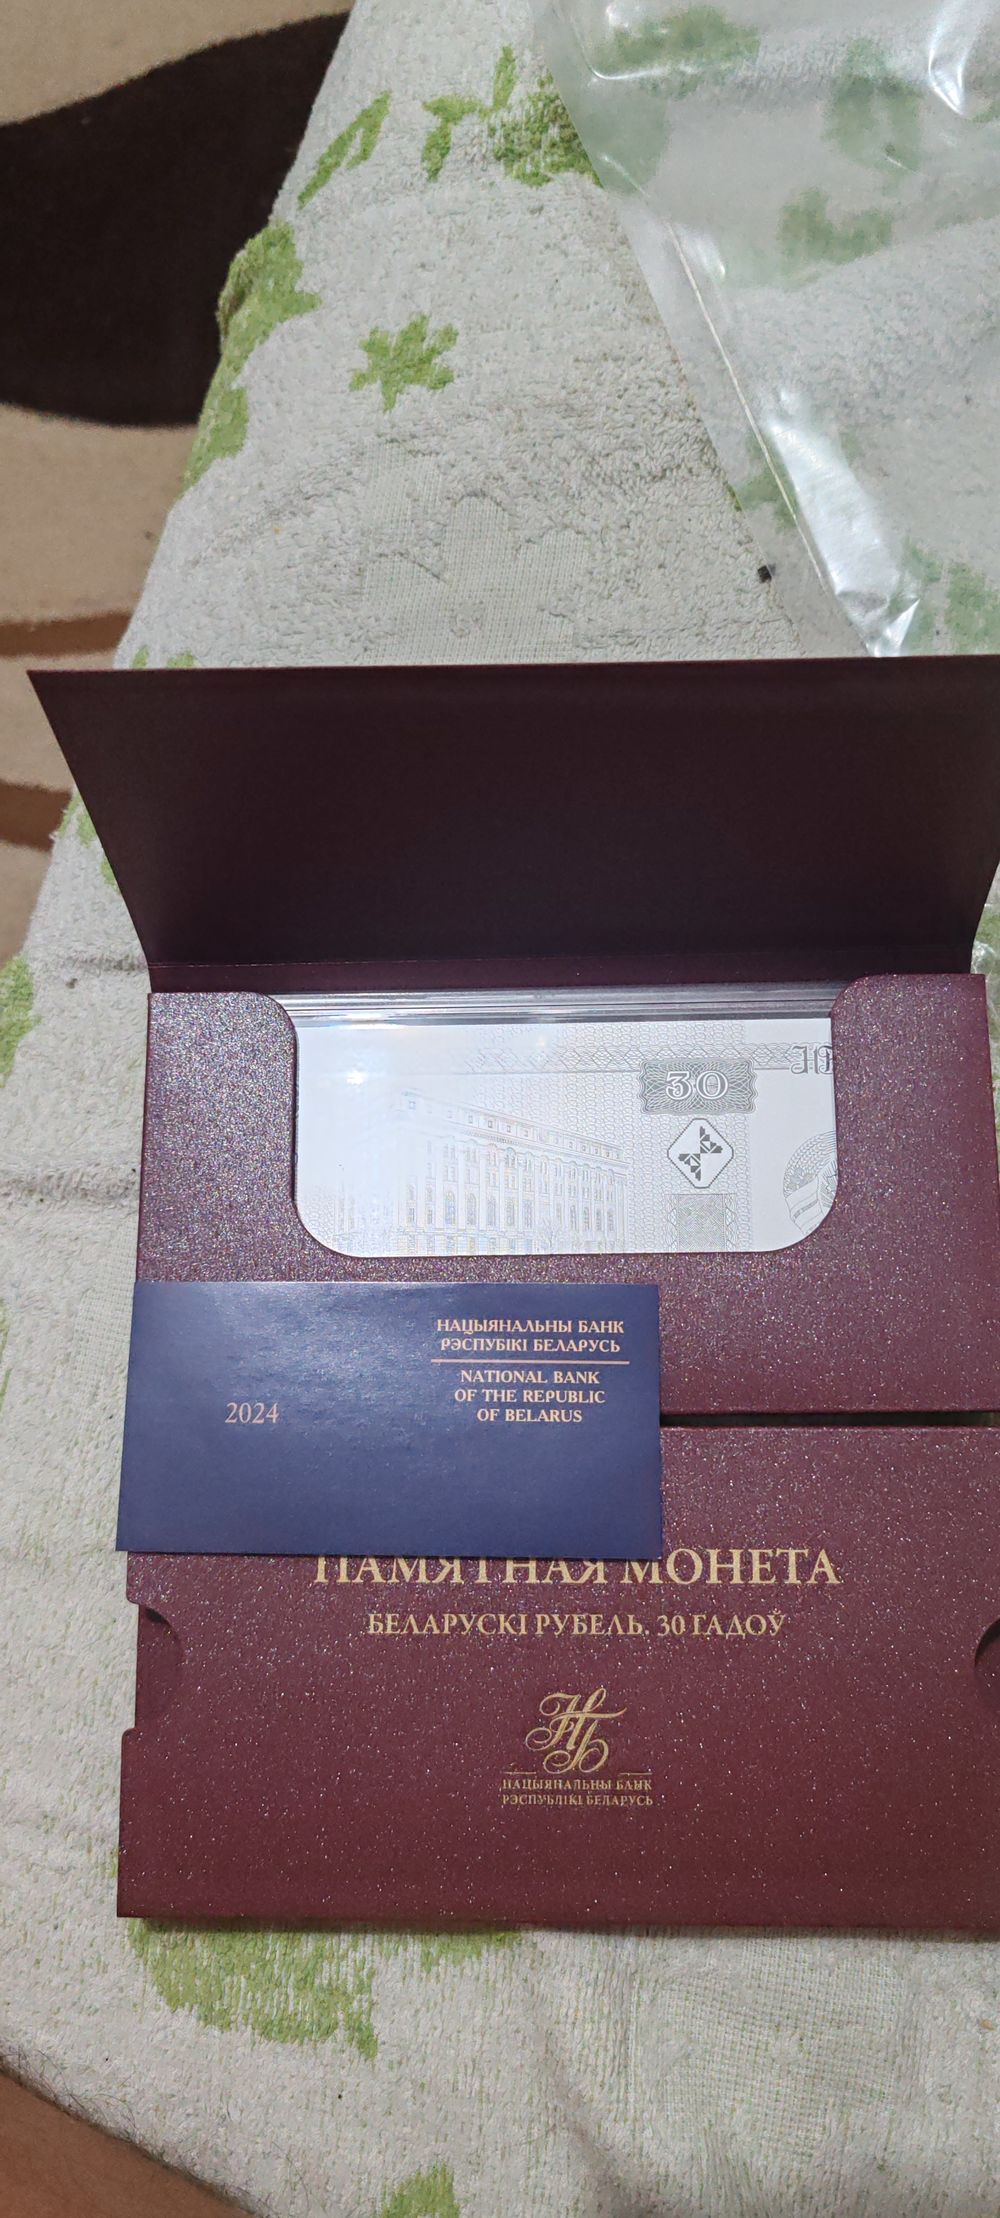 30
НАЦЫЯНАЛЬНЫ БАНК
РЭСПУБІКІ БЕЛАРУСЬ
NATIONAL BANK
OF THE REPUBLIC
OF BELARUS
2024
ПАМЯТНАЯ МОНЕТА
БЕЛАРУСКІ РУБЕЛЬ. 30 ГАДОЎ
НБ
НАЦЫЯНАЛЬНЫ БАНК
РЭСПУБЛІКІ БЕЛАРУСЬ